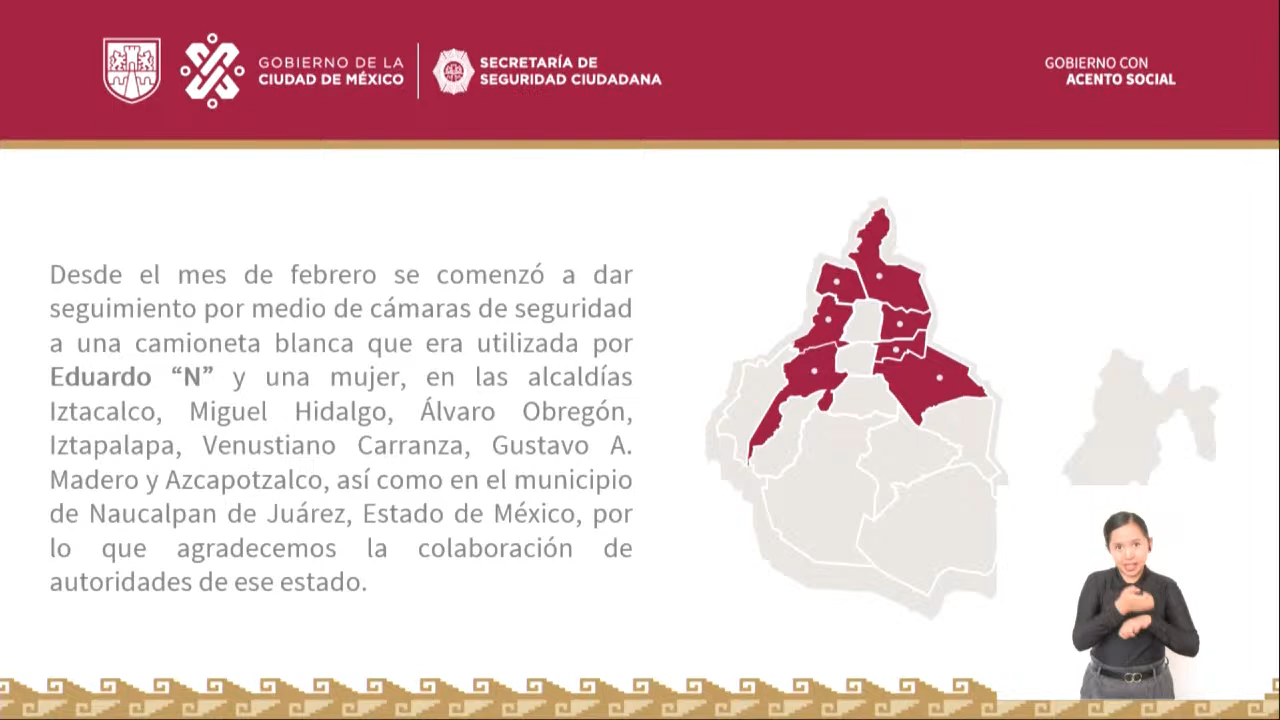 GOBIERNO DE LA
CIUDAD DE MÉXICO
SECRETARÍA DE
SEGURIDAD CIUDADANA
GOBIERNO CON
ACENTO SOCIAL
Desde el mes de febrero se comenzó a dar
seguimiento por medio de cámaras de seguridad
a una camioneta blanca que era utilizada por
Eduardo “N” y una mujer, en las alcaldías
Iztacalco, Miguel Hidalgo, Álvaro Obregón,
Iztapalapa, Venustiano Carranza, Gustavo A.
Madero y Azcapotzalco, así como en el municipio
de Naucalpan de Juárez, Estado de México, por
lo que agradecemos la colaboración de
autoridades de ese estado.